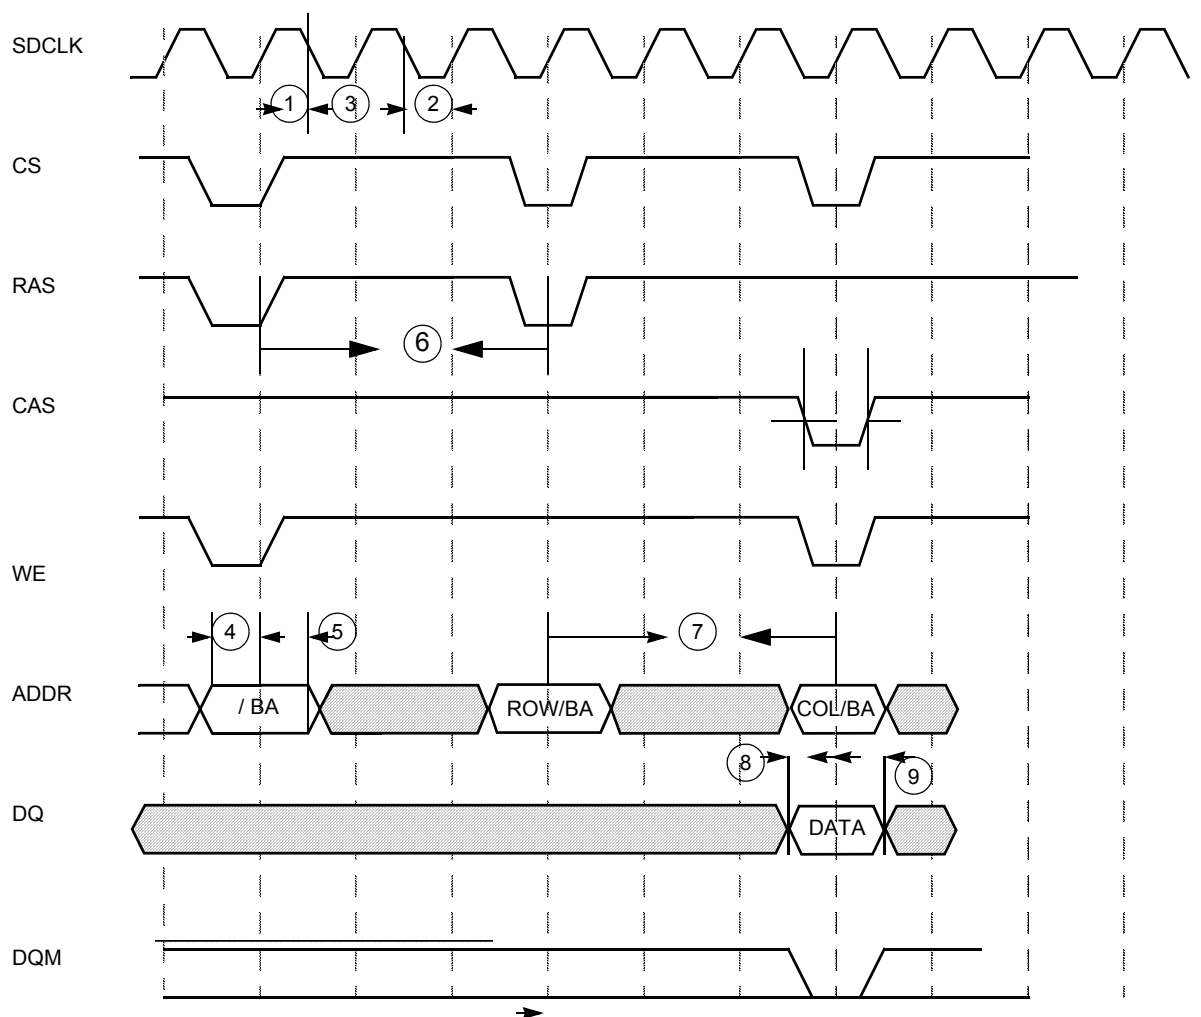 SDCLK
1 3 2
CS
RAS
6
CAS
WE
4 5 7
ADDR
/ BA ROW/BA COL/BA
8 9
DQ
DATA
DQM